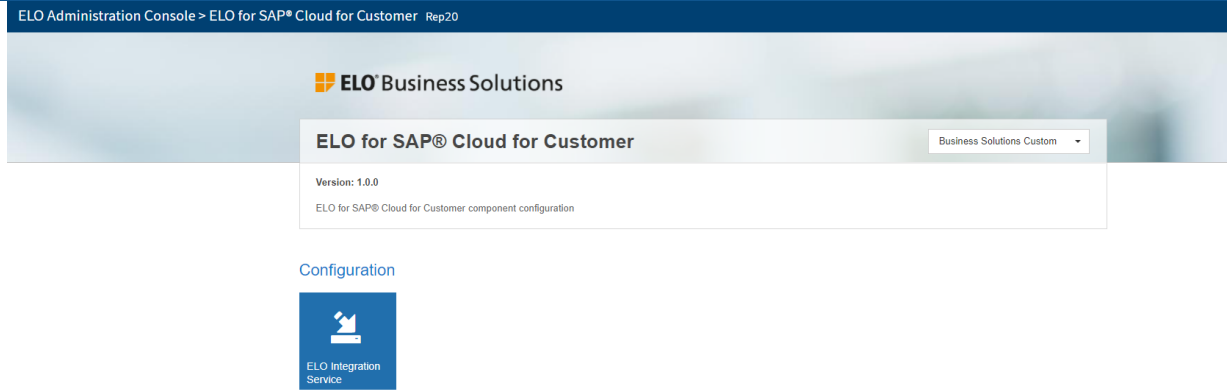 ELO Administration Console > ELO for SAP® Cloud for Customer Rep20
ELO® Business Solutions
ELO for SAP® Cloud for Customer
Business Solutions Custom
Version: 1.0.0
ELO for SAP® Cloud for Customer component configuration
Configuration
ELO Integration
Service